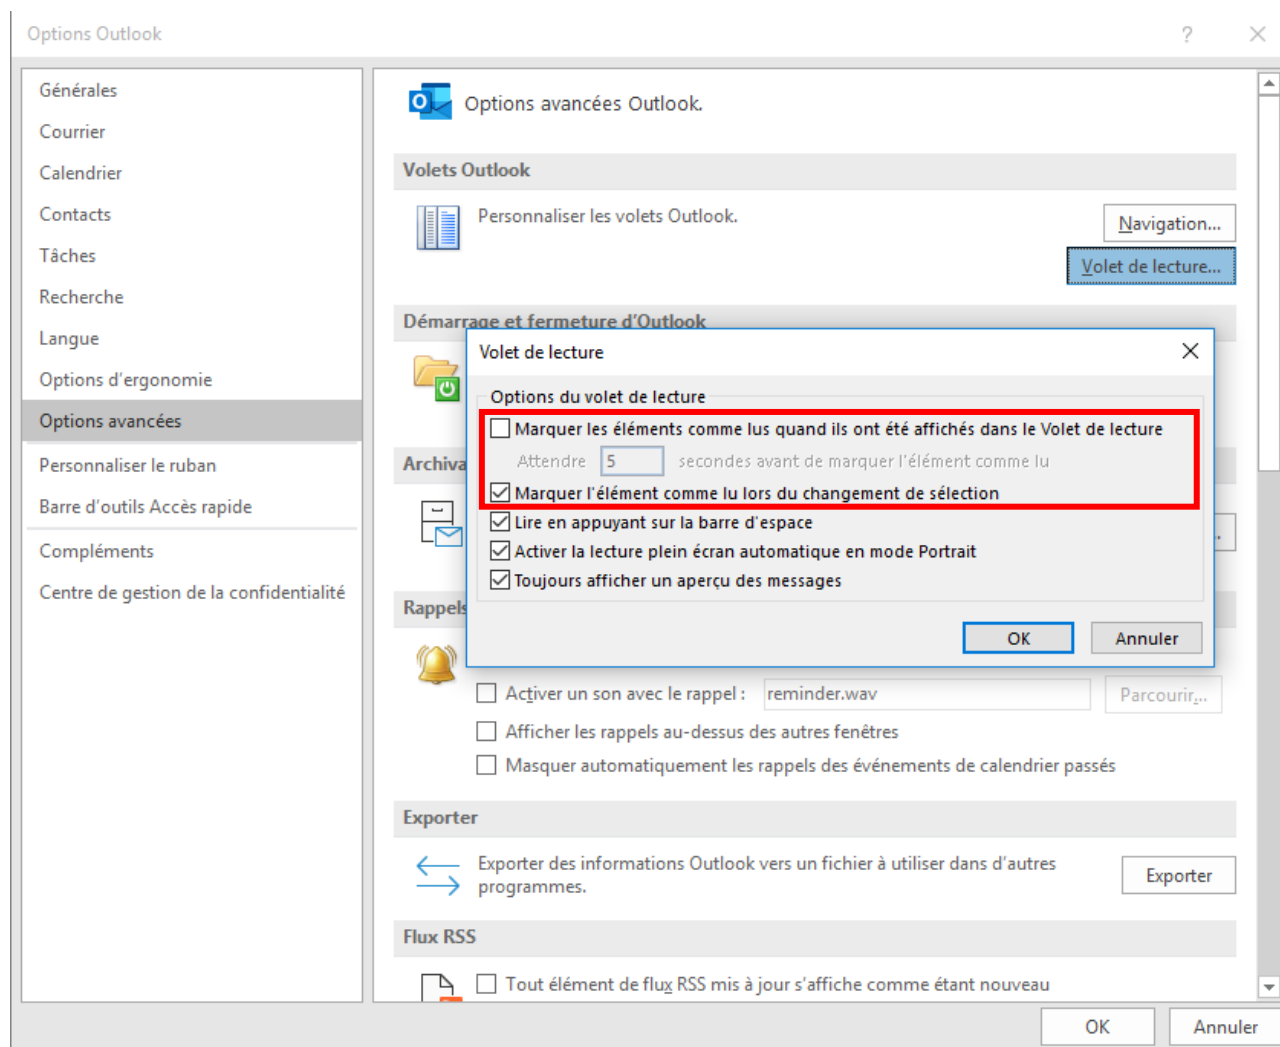 Options Outlook
?
Générales
Courrier
Calendrier
Contacts
Tâches
Recherche
Langue
Options d'ergonomie
Options avancées
Personnaliser le ruban
Barre d'outils Accès rapide
Compléments
Centre de gestion de la confidentialité
Options avancées Outlook.
Volets Outlook
Personnaliser les volets Outlook.
Navigation...
Volet de lecture...
Démarrage et fermeture d'Outlook
Volet de lecture
Options du volet de lecture
Marquer les éléments comme lus quand ils ont été affichés dans le Volet de lecture
Attendre 5 secondes avant de marquer l'élément comme lu
Marquer l'élément comme lu lors du changement de sélection
Lire en appuyant sur la barre d'espace
Activer la lecture plein écran automatique en mode Portrait
Toujours afficher un aperçu des messages
OK
Annuler
Archiva
Rappels
Activer un son avec le rappel : reminder.wav
Parcourir...
Afficher les rappels au-dessus des autres fenêtres
Masquer automatiquement les rappels des événements de calendrier passés
Exporter
Exporter des informations Outlook vers un fichier à utiliser dans d'autres
programmes.
Exporter
Flux RSS
Tout élément de flux RSS mis à jour s'affiche comme étant nouveau
OK
Annuler